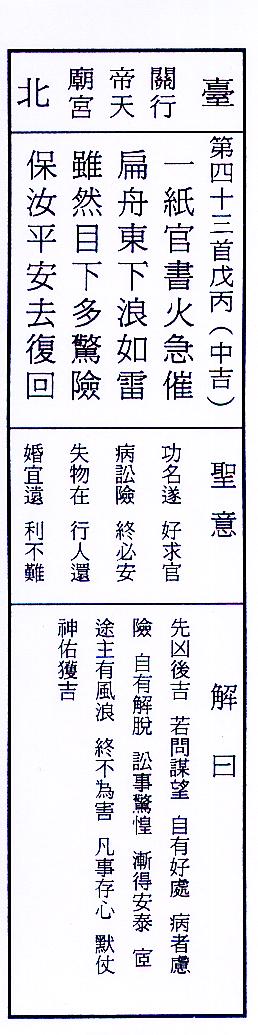 臺
關行
帝天
廟宮
北
第四十三首戊丙（中吉）
一紙官書火急催
扁舟東下浪如雷
雖然目下多驚險
保汝平安去復回
聖意
功名遂 好求官
病訟險 終必安
失物在 行人還
婚宜遠 利不難
解曰
先凶後吉 若問謀望 自有好處 病者慮
險 自有解脫 訟事驚惶 漸得安泰 宦
途主有風浪 終不為害 凡事存心 默仗
神佑獲吉